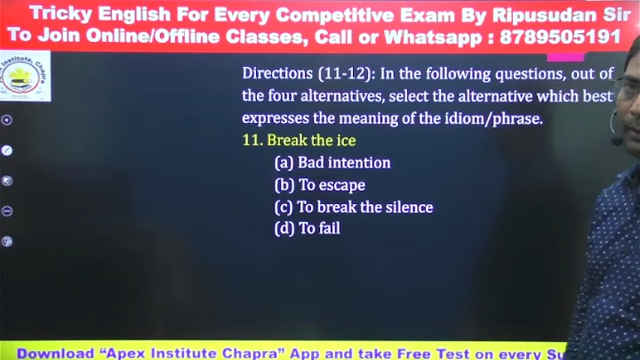 Tricky English For Every Competitive Exam By Ripusudan Sir
To Join Online/Offline Classes, Call or Whatsapp : 8789505191
Institute, Chapra
Directions (11-12): In the following questions, out of
the four alternatives, select the alternative which best
expresses the meaning of the idiom/phrase.
11. Break the ice
(a) Bad intention
(b) To escape
(c) To break the silence
(d) To fail
Download “Apex Institute Chapra” App and take Free Test on every Su